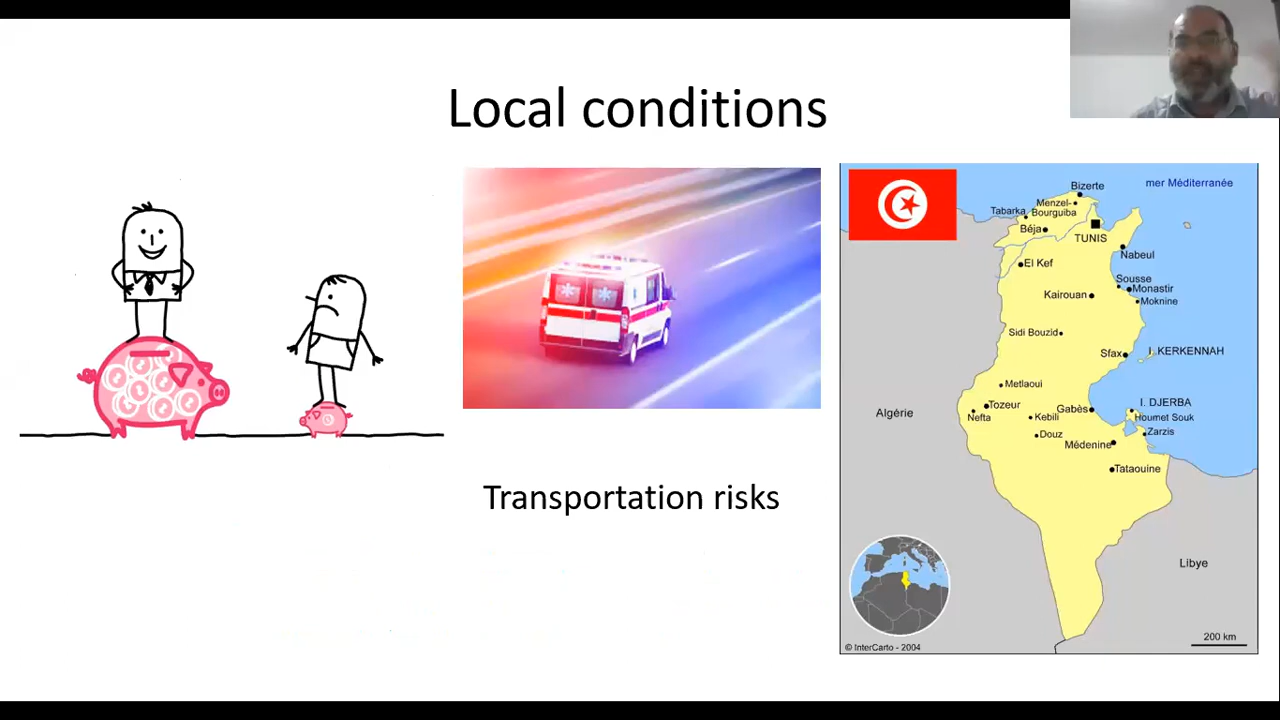 Local conditions
Transportation risks
mer Méditerranée
Bizerte
Menzel-
Bourguiba
Tabarka
Béja
TUNIS
Nabeul
El Kef
Sousse
Monastir
Kairouan
Moknine
Sidi Bouzid
Sfax
I. KERKENNAH
Metlaoui
Tozeur
Nefta
Kebili
Gabès
I. DJERBA
Houmet Souk
Zarzis
Douz
Médenine
Tataouine
Algérie
Libye
200 km
© InterCarto - 2004